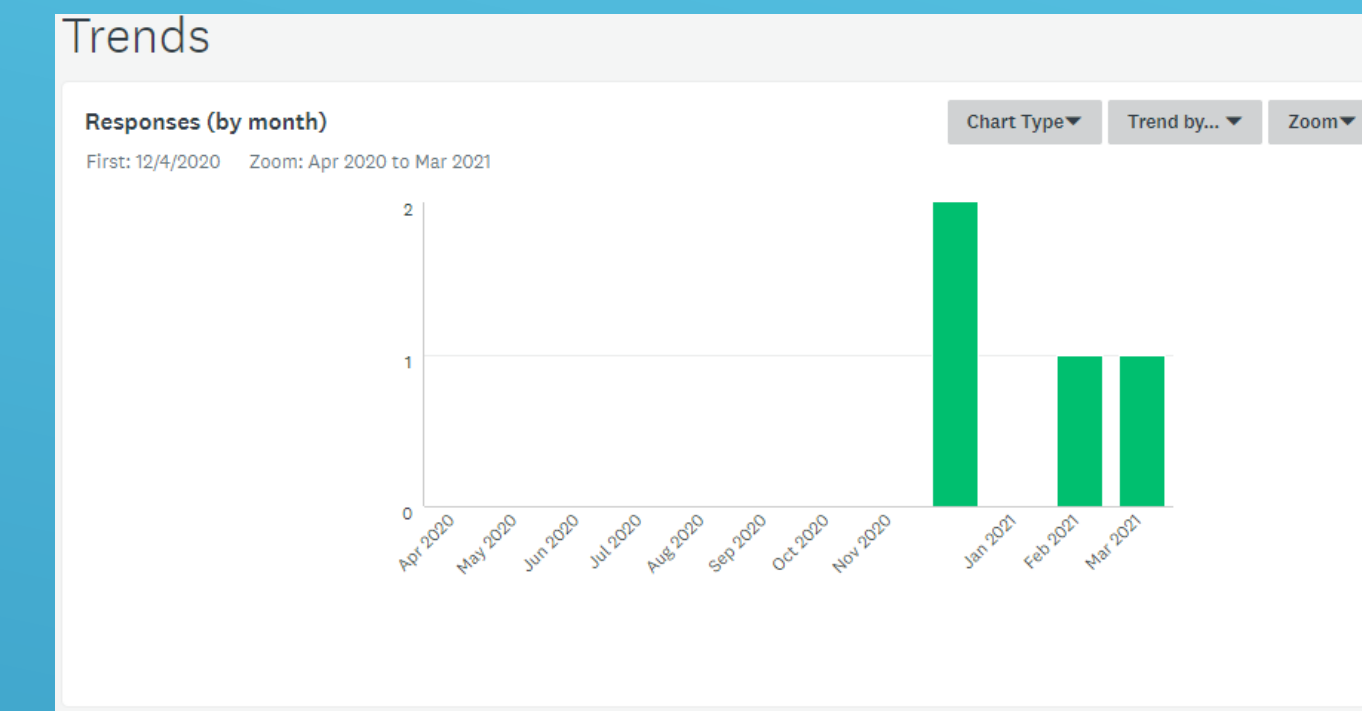 Trends
Responses (by month)
Chart Type Trend by... Zoom
First: 12/4/2020 Zoom: Apr 2020 to Mar 2021
2
1
0
Apr 2020 May 2020 Jun 2020 Jul 2020 Aug 2020 Sep 2020 Oct 2020 Nov 2020 Jan 2021 Feb 2021 Mar 2021